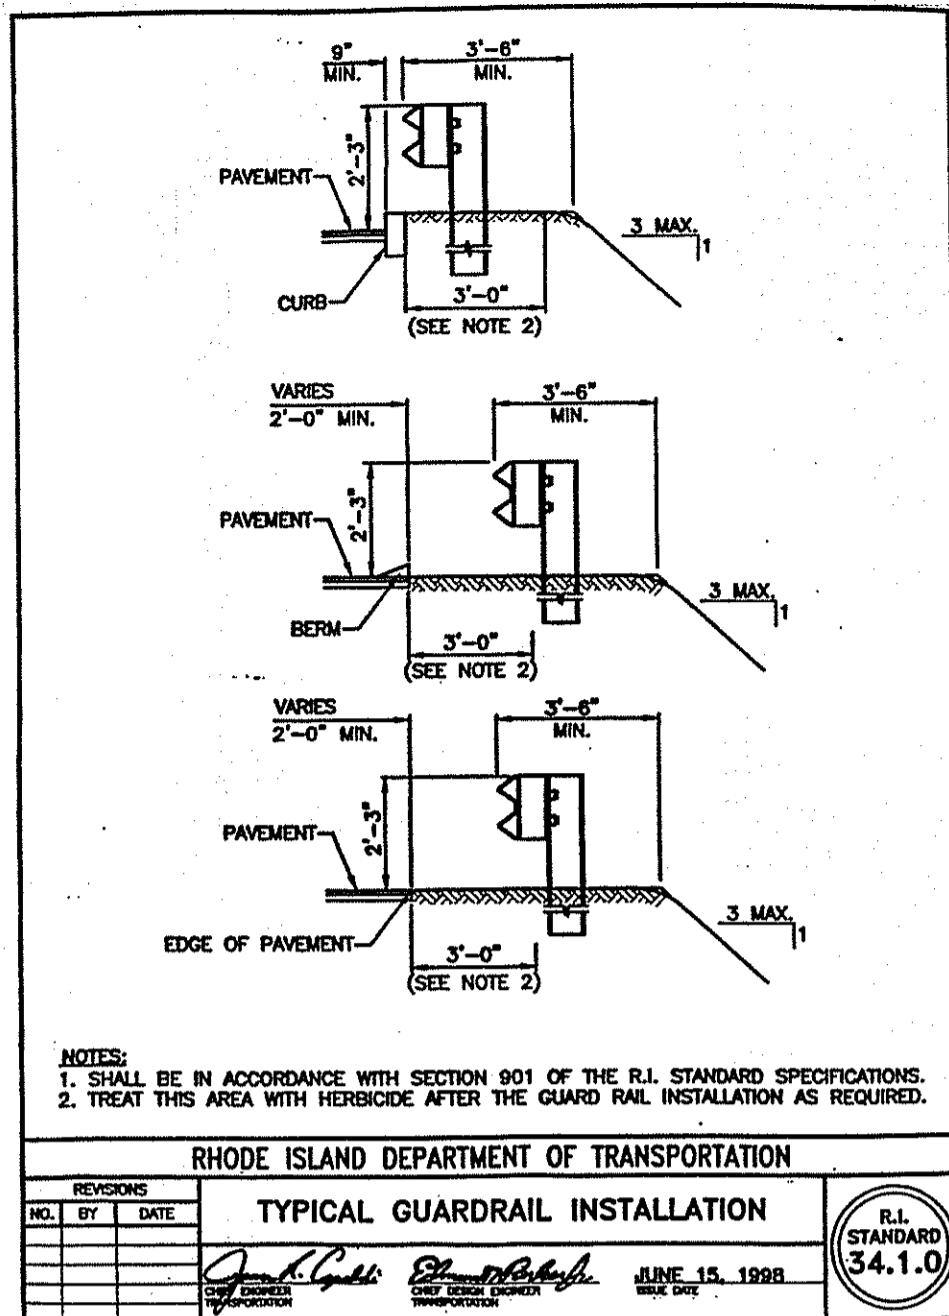 9"
MIN.
3'-6"
MIN.
2'-3"
PAVEMENT
3 MAX.
1
CURB
3'-0"
(SEE NOTE 2)
VARIES
2'-0" MIN.
3'-6"
MIN.
2'-3"
PAVEMENT
3 MAX.
1
BERM
3'-0"
(SEE NOTE 2)
VARIES
2'-0" MIN.
3'-6"
MIN.
2'-3"
PAVEMENT
3 MAX.
1
EDGE OF PAVEMENT
3'-0"
(SEE NOTE 2)
NOTES:
1. SHALL BE IN ACCORDANCE WITH SECTION 901 OF THE R.I. STANDARD SPECIFICATIONS.
2. TREAT THIS AREA WITH HERBICIDE AFTER THE GUARD RAIL INSTALLATION AS REQUIRED.
RHODE ISLAND DEPARTMENT OF TRANSPORTATION
REVISIONS
NO. BY DATE
TYPICAL GUARDRAIL INSTALLATION
CHIEF ENGINEER
TRANSPORTATION
CHIEF DESIGN ENGINEER
TRANSPORTATION
JUNE 15, 1998
ISSUE DATE
R.I.
STANDARD
34.1.0